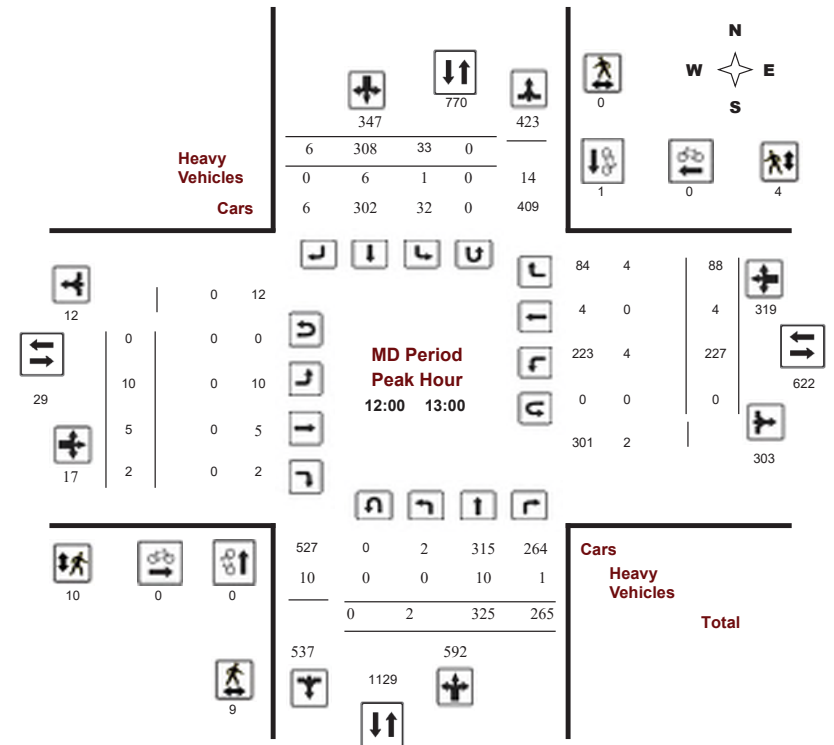 N
W E
S
770
0
347 423
6 308 33 0
Heavy
Vehicles
0 6 1 0 14
Cars
6 302 32 0 409
1 0 4
84 4 88
12
0 12
4 0 4
319
0 0 0
29
MD Period
Peak Hour
12:00 13:00
223 4 227
622
10 0 10
0 0 0
5 0 5
301 2
303
17
2 0 2
527 0 2 315 264
Cars
10 0 0 10 1
Heavy
Vehicles
0 2 325 265
Total
10 0 0
537 592
1129
9